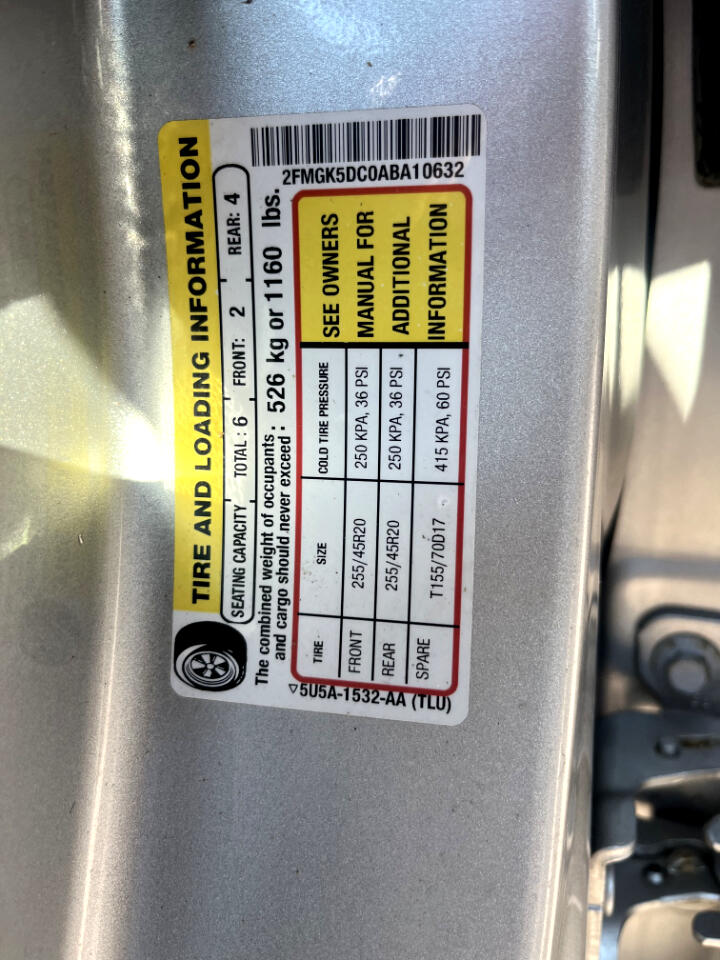 TIRE AND LOADING INFORMATION
SEATING CAPACITY TOTAL : 6 FRONT: 2 REAR: 4
The combined weight of occupants :
and cargo should never exceed : 526 kg or 1160 lbs.
TIRE SIZE COLD TIRE PRESSURE
FRONT 255/45R20 250 KPA, 36 PSI
REAR 255/45R20 250 KPA, 36 PSI
SPARE T155/70D17 415 KPA, 60 PSI
SEE OWNERS
MANUAL FOR
ADDITIONAL
INFORMATION
5U5A-1532-AA (TLU)
2FMGK5DC0ABA10632